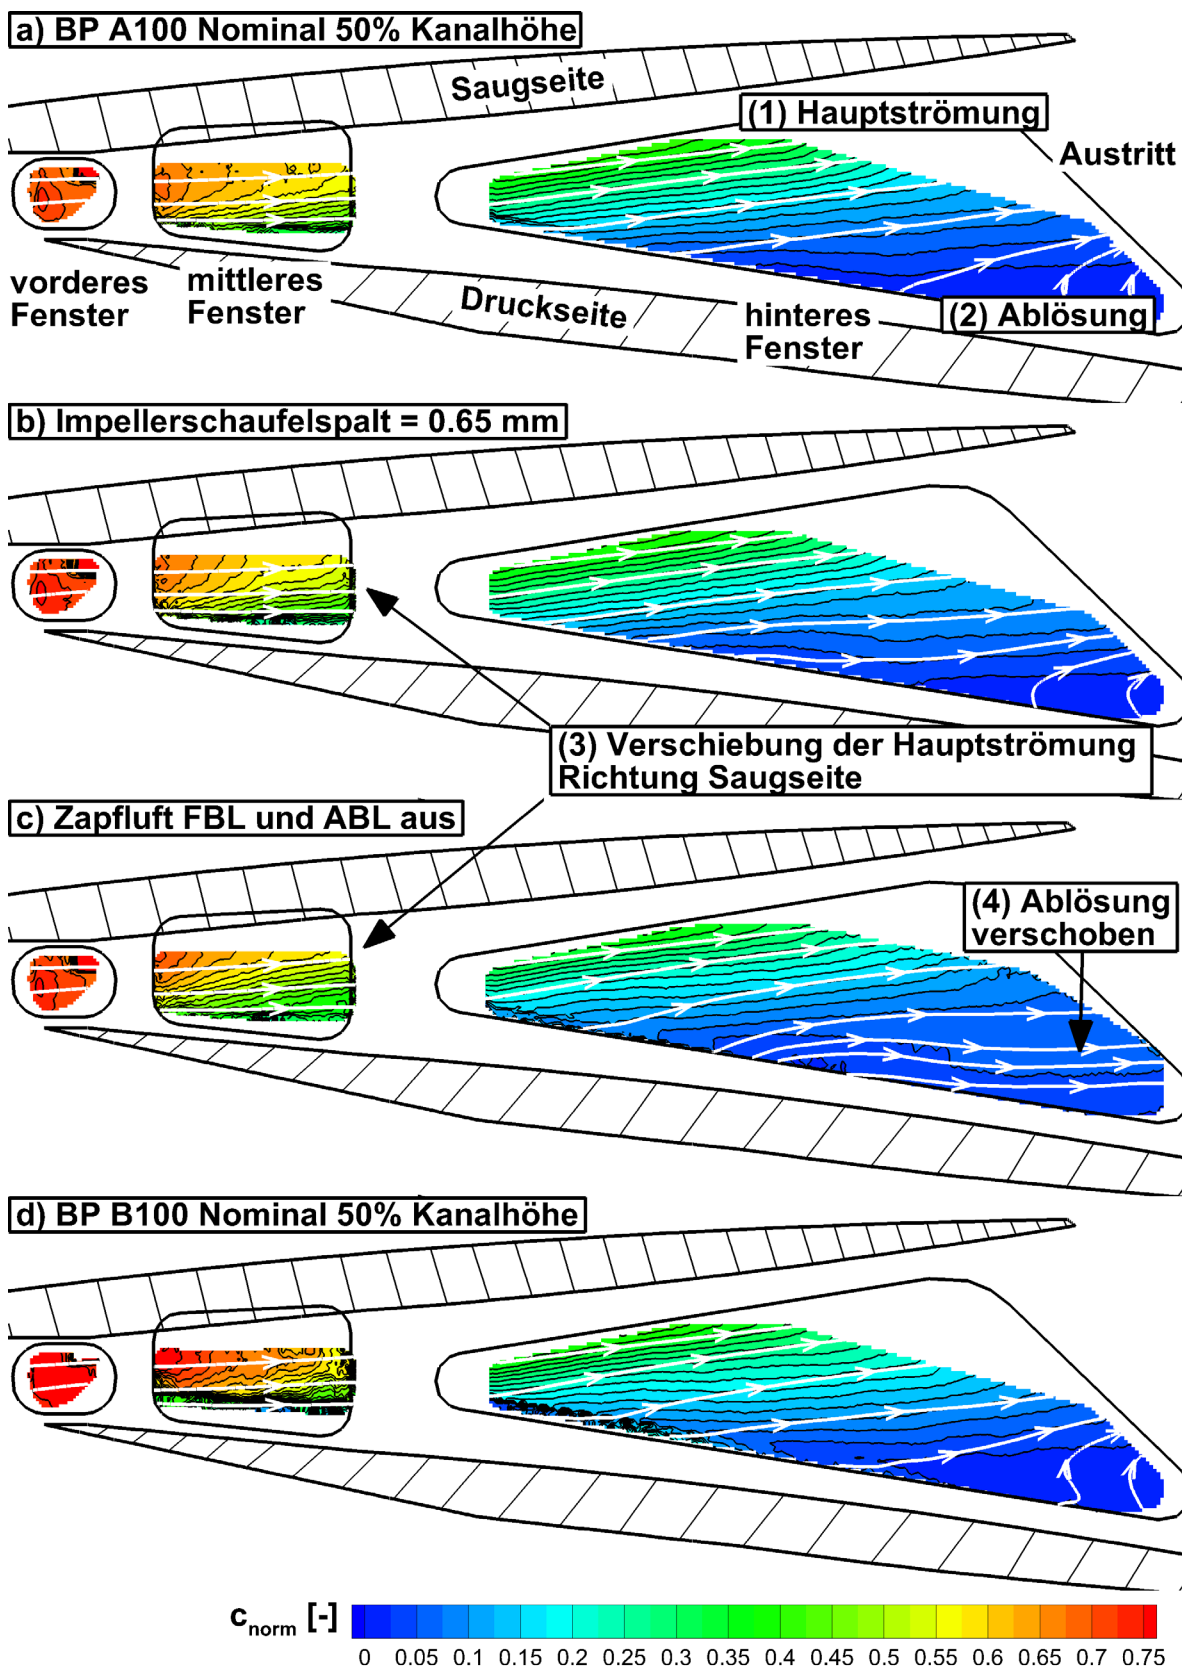 a) BP A100 Nominal 50% Kanalhöhe
Saugseite
(1) Hauptströmung
Austritt
vorderes
Fenster
mittleres
Fenster
Druckseite
hinteres
Fenster
(2) Ablösung
b) Impellerschaufelspalt = 0.65 mm
(3) Verschiebung der Hauptströmung
Richtung Saugseite
c) Zapfluft FBL und ABL aus
(4) Ablösung
verschoben
d) BP B100 Nominal 50% Kanalhöhe
c_norm [-]
0 0.05 0.1 0.15 0.2 0.25 0.3 0.35 0.4 0.45 0.5 0.55 0.6 0.65 0.7 0.75